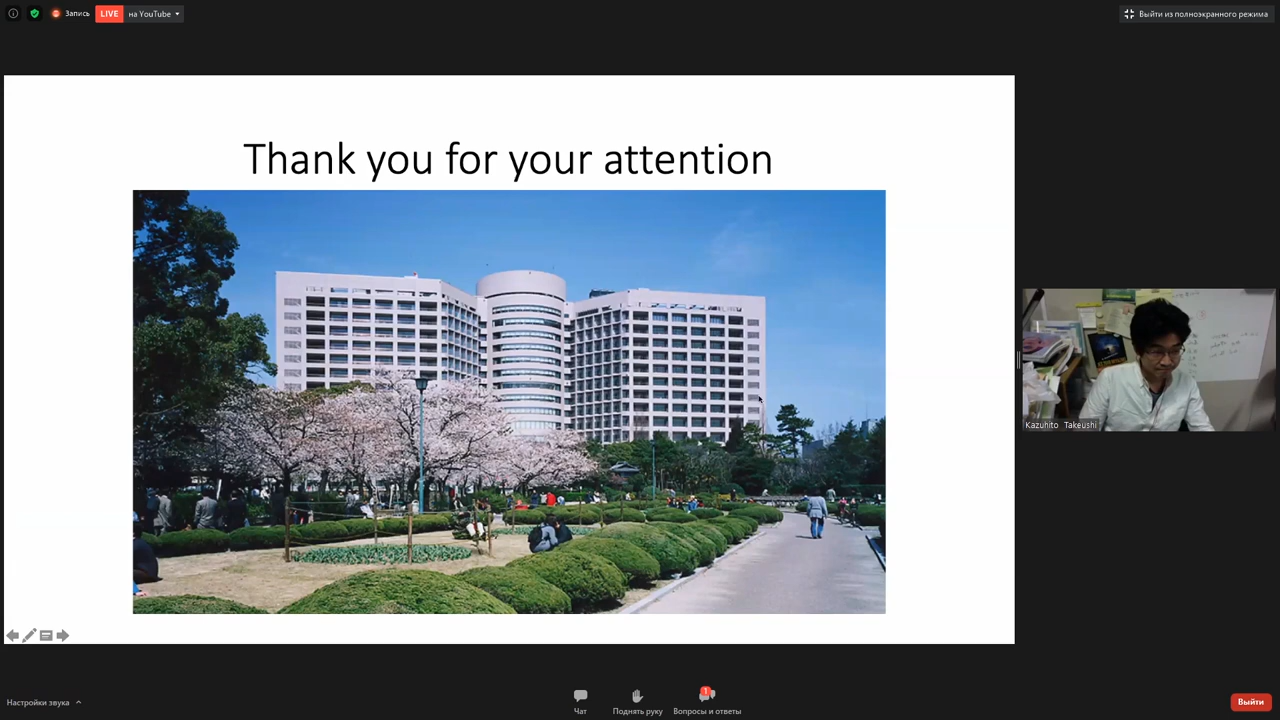 Запись
LIVE
на YouTube
Выйти из полноэкранного режима
Thank you for your attention
Kazuhito Takeushi
Настройки звука
Чат
Поднять руку
1
Вопросы и ответы
Выйти